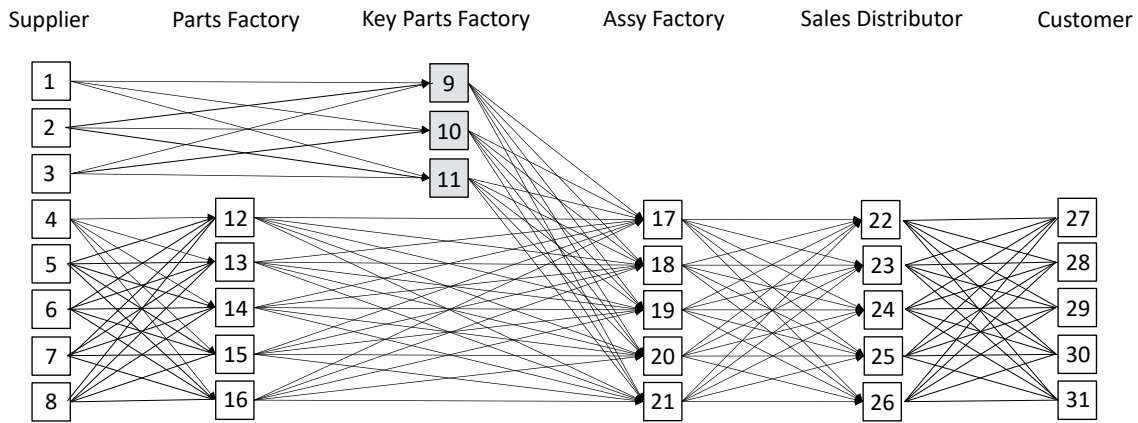 Supplier Parts Factory Key Parts Factory Assy Factory Sales Distributor Customer
1 9
2 10
3 11
4 12 17 22 27
5 13 18 23 28
6 14 19 24 29
7 15 20 25 30
8 16 21 26 31